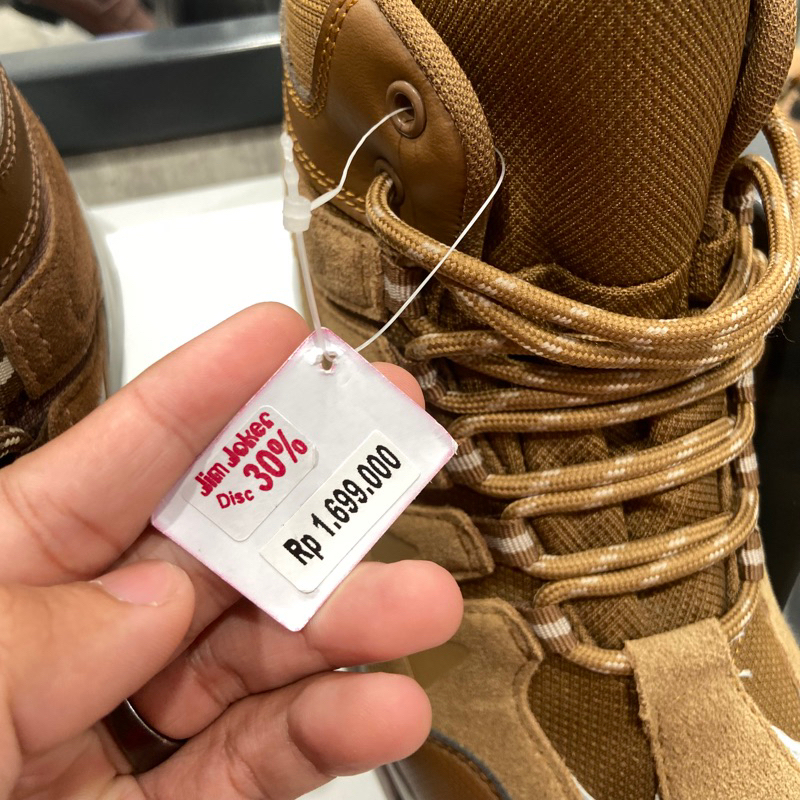 Jim Joker
Disc 30%
Rp 1.699.000